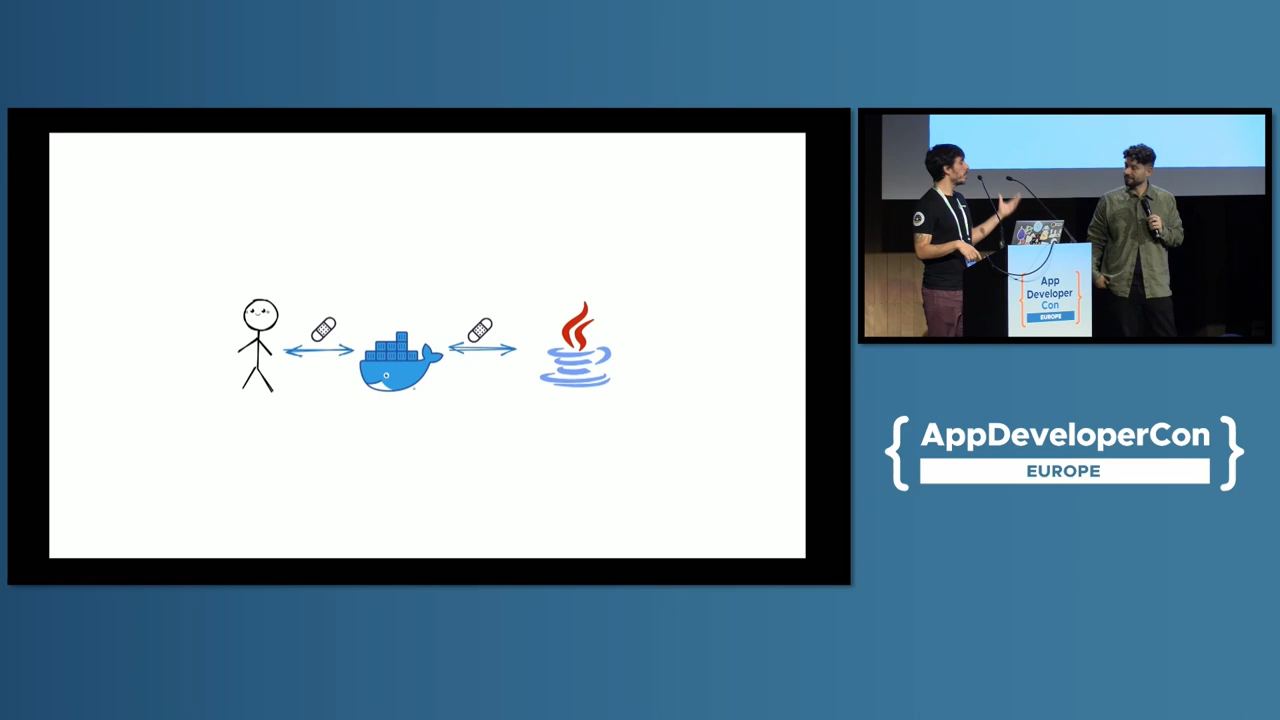 App
Developer
Con
EUROPE
{ AppDeveloperCon }
EUROPE